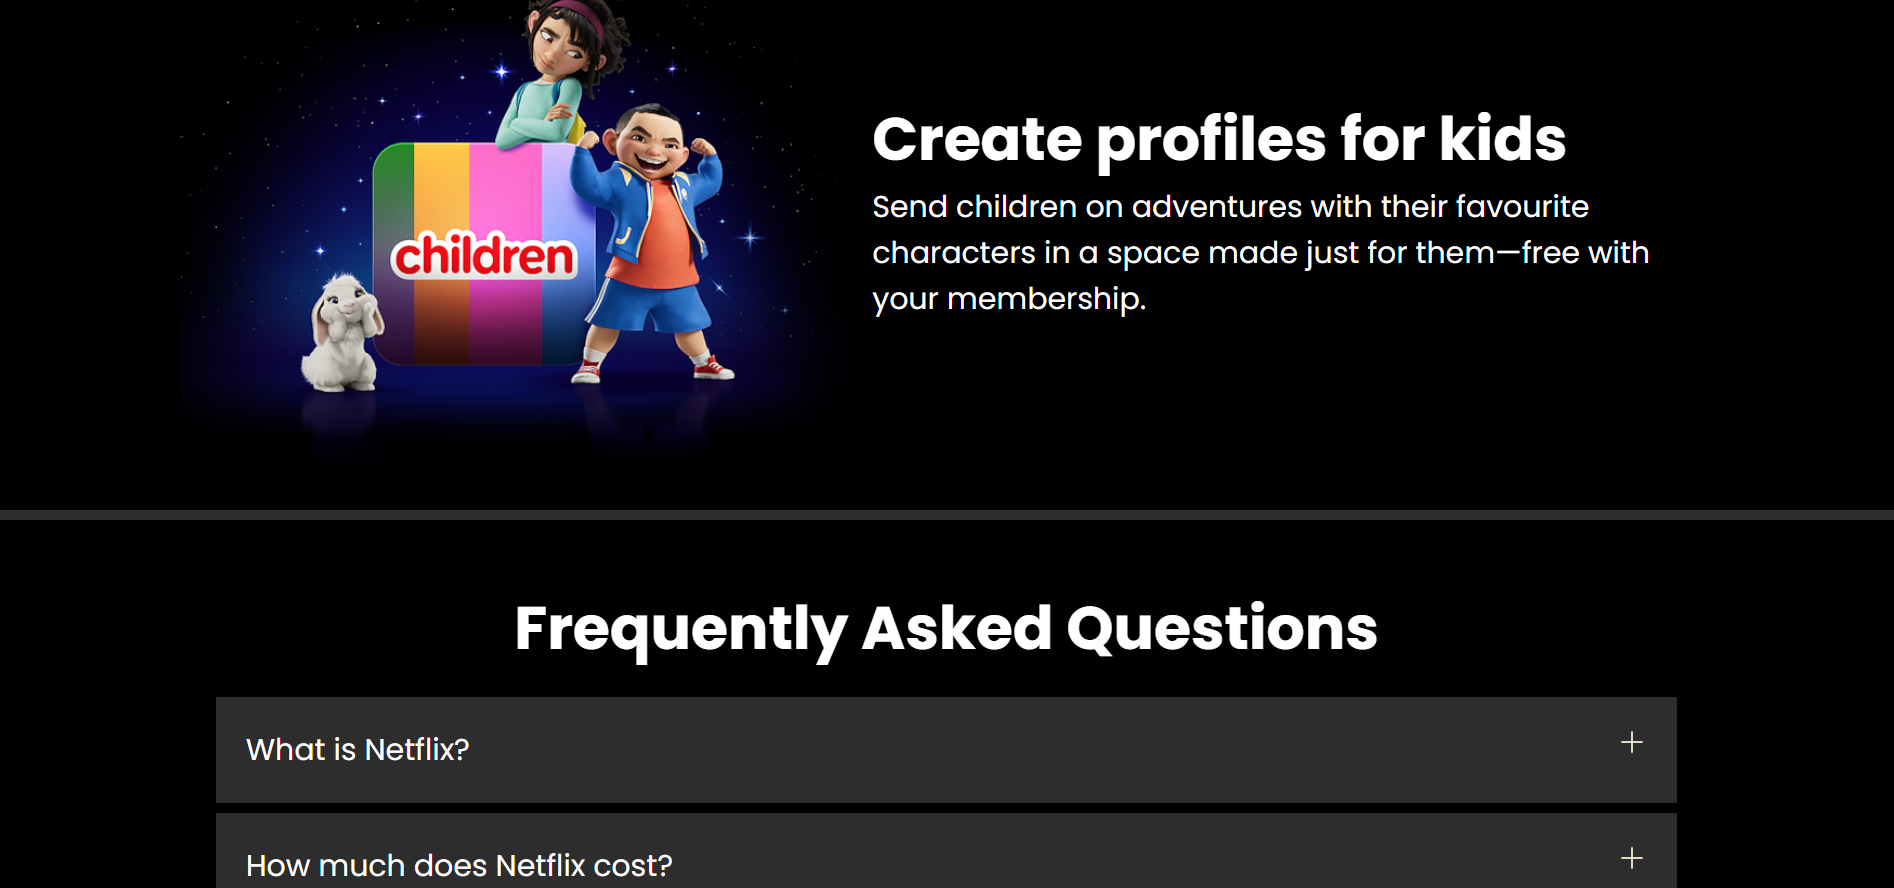 children
Create profiles for kids
Send children on adventures with their favourite
characters in a space made just for them—free with
your membership.
Frequently Asked Questions
What is Netflix?
How much does Netflix cost?